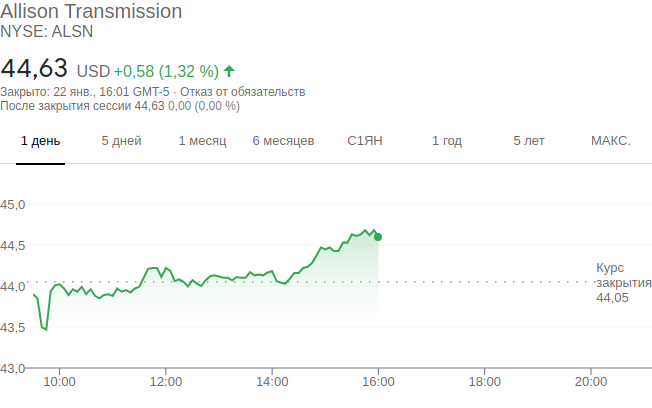 Allison Transmission
NYSE: ALSN
44,63 USD +0,58 (1,32 %)
Закрыто: 22 янв., 16:01 GMT-5 · Отказ от обязательств
После закрытия сессии 44,63 0,00 (0,00 %)
1 день 5 дней 1 месяц 6 месяцев С1ЯН 1 год 5 лет МАКС.
45,0
44,5
44,0
43,5
43,0
Курс
закрытия
44,05
10:00 12:00 14:00 16:00 18:00 20:00